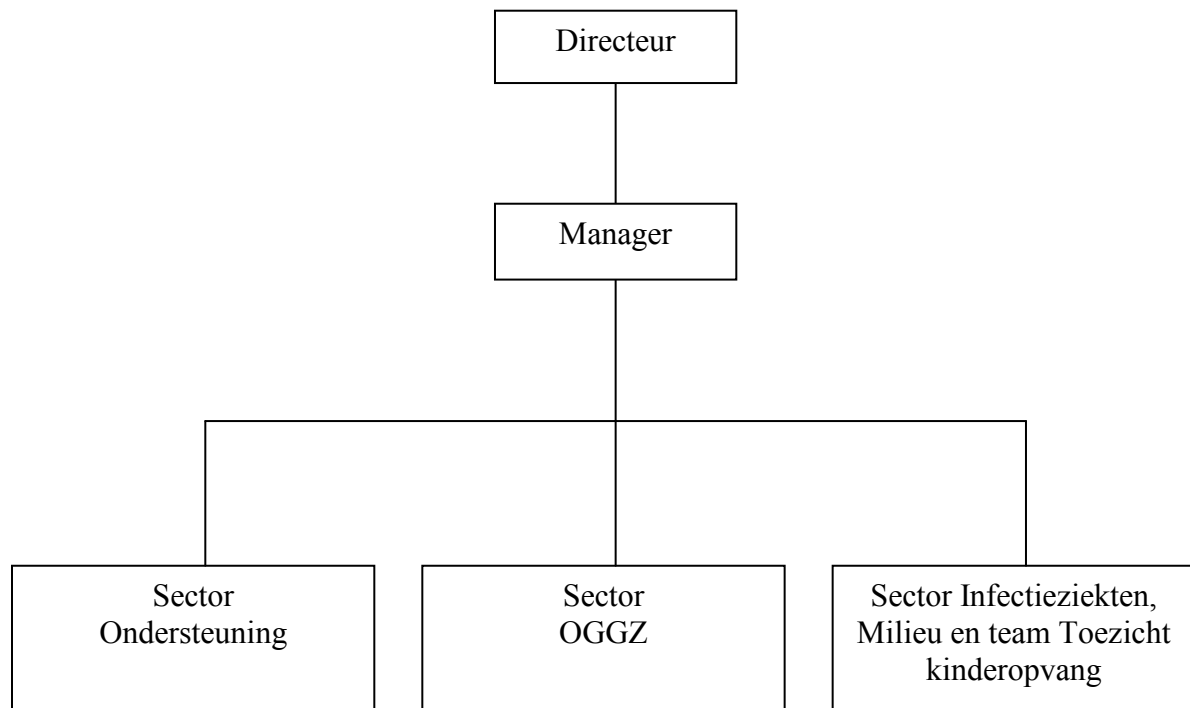 Directeur
Manager
Sector
Ondersteuning
Sector
OGGZ
Sector Infectieziekten,
Milieu en team Toezicht
kinderopvang